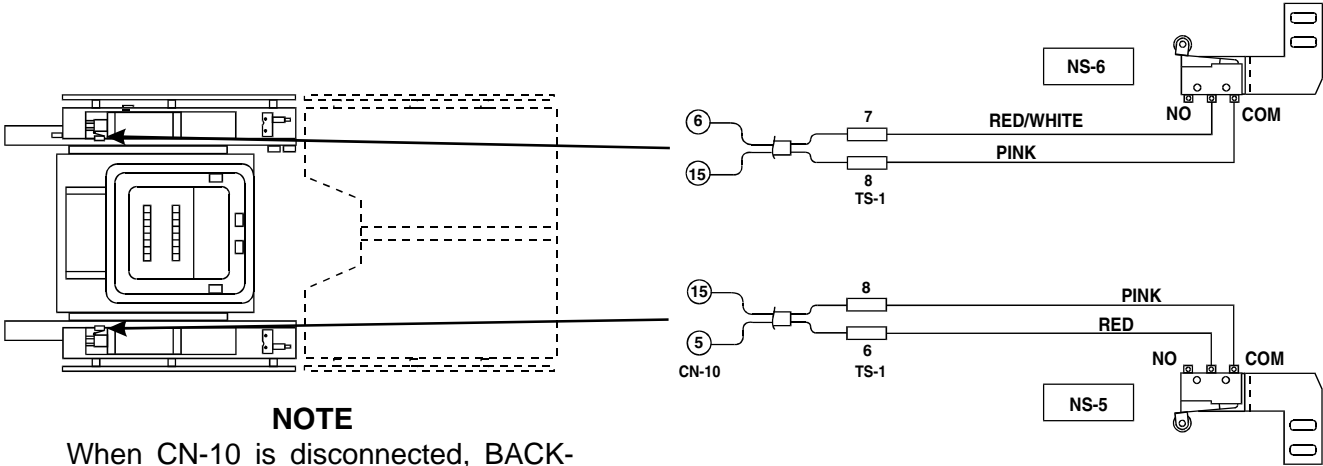 NS-6
NO
COM
6
7
RED/WHITE
PINK
15
8
TS-1
15
8
PINK
RED
5
6
CN-10
TS-1
NO
COM
NS-5
NOTE
When CN-10 is disconnected, BACK-